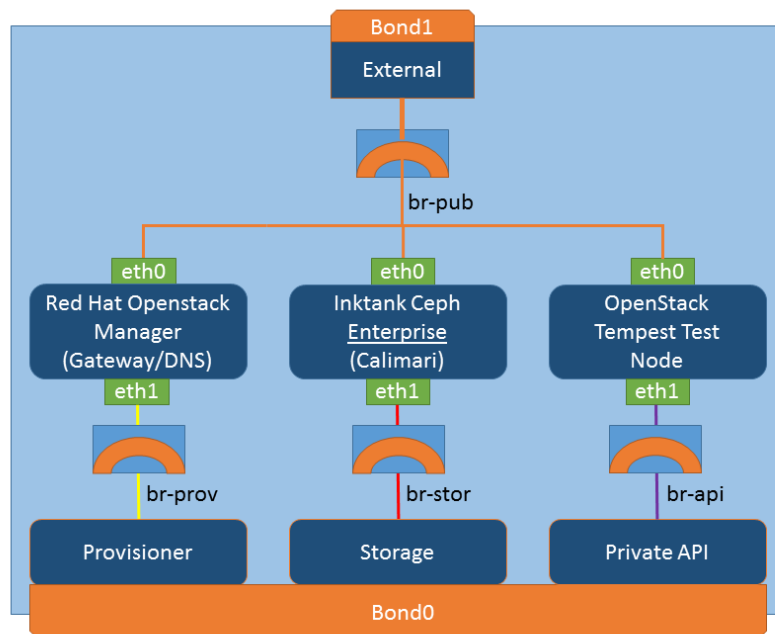 Bond1
External
br-pub
eth0
eth0
eth0
Red Hat Openstack
Manager
(Gateway/DNS)
Inktank Ceph
Enterprise
(Calimari)
OpenStack
Tempest Test
Node
eth1
eth1
eth1
br-prov
br-stor
br-api
Provisioner
Storage
Private API
Bond0